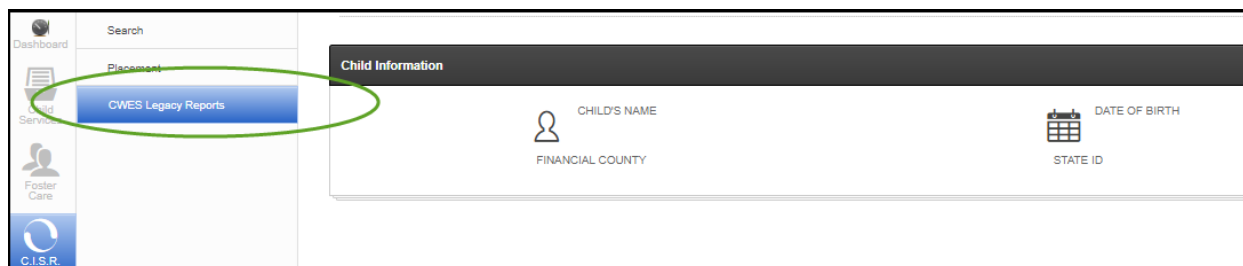 Dashboard
Child
Services
Foster
Care
C.I.S.R.
Search
Placement
CWES Legacy Reports
Child Information
CHILD'S NAME
DATE OF BIRTH
FINANCIAL COUNTY
STATE ID